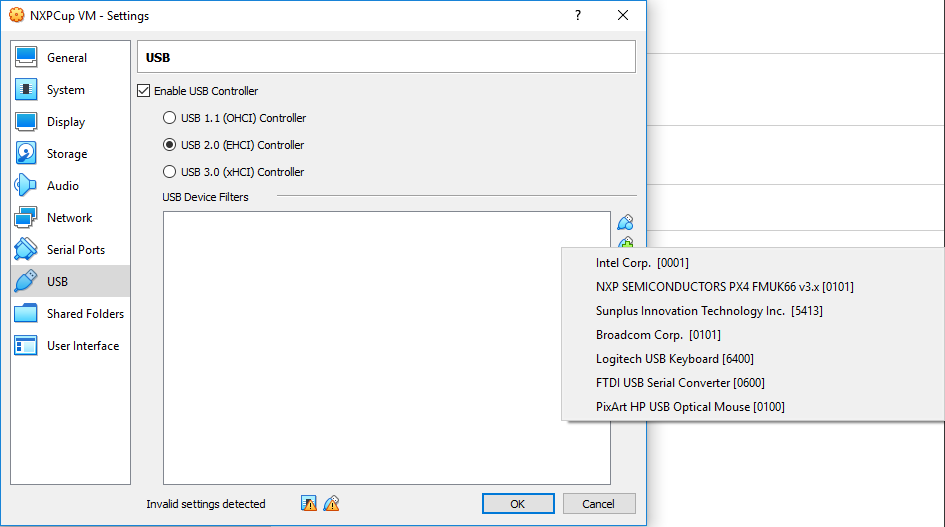 NXPCup VM - Settings
?
General
System
Display
Storage
Audio
Network
Serial Ports
USB
Shared Folders
User Interface
USB
Enable USB Controller
USB 1.1 (OHCI) Controller
USB 2.0 (EHCI) Controller
USB 3.0 (xHCI) Controller
USB Device Filters
Intel Corp. [0001]
NXP SEMICONDUCTORS PX4 FMUK66 v3.x [0101]
Sunplus Innovation Technology Inc. [5413]
Broadcom Corp. [0101]
Logitech USB Keyboard [6400]
FTDI USB Serial Converter [0600]
PixArt HP USB Optical Mouse [0100]
Invalid settings detected
OK
Cancel